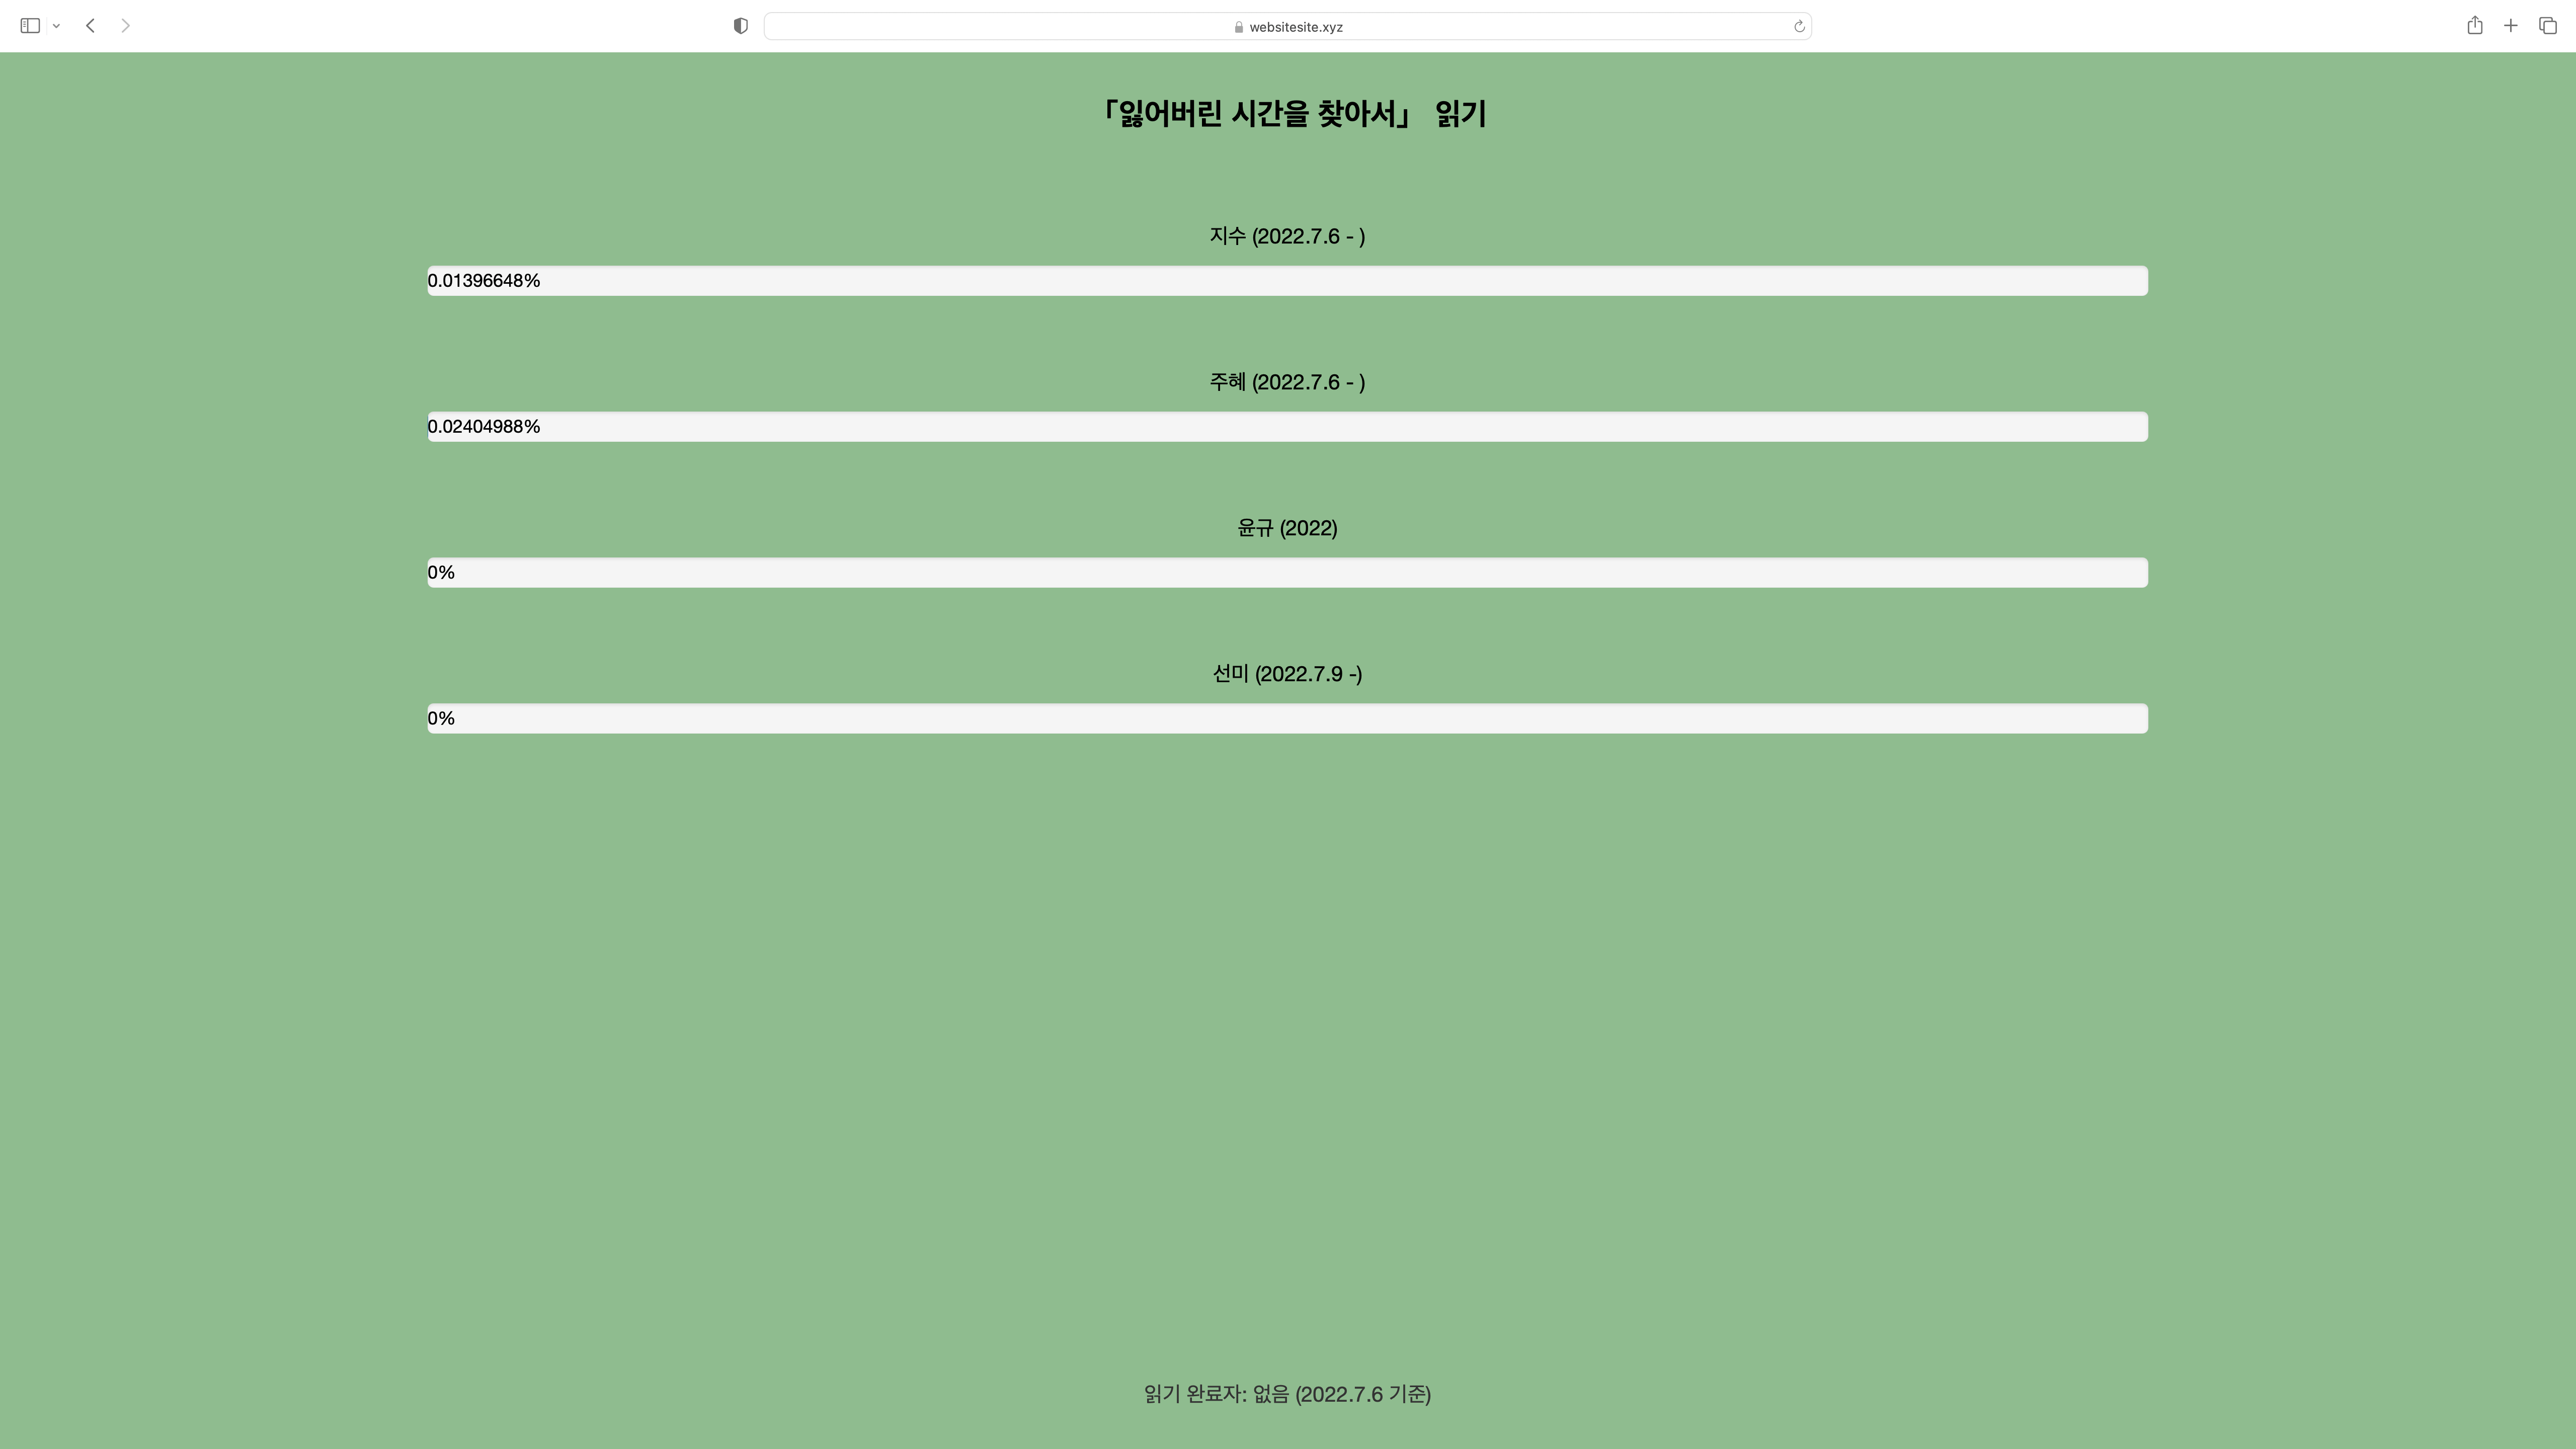 websitesite.xyz
「잃어버린 시간을 찾아서」 읽기
지수 (2022.7.6 - )
0.01396648%
주혜 (2022.7.6 - )
0.02404988%
윤규 (2022)
0%
선미 (2022.7.9 -)
0%
읽기 완료자: 없음 (2022.7.6 기준)